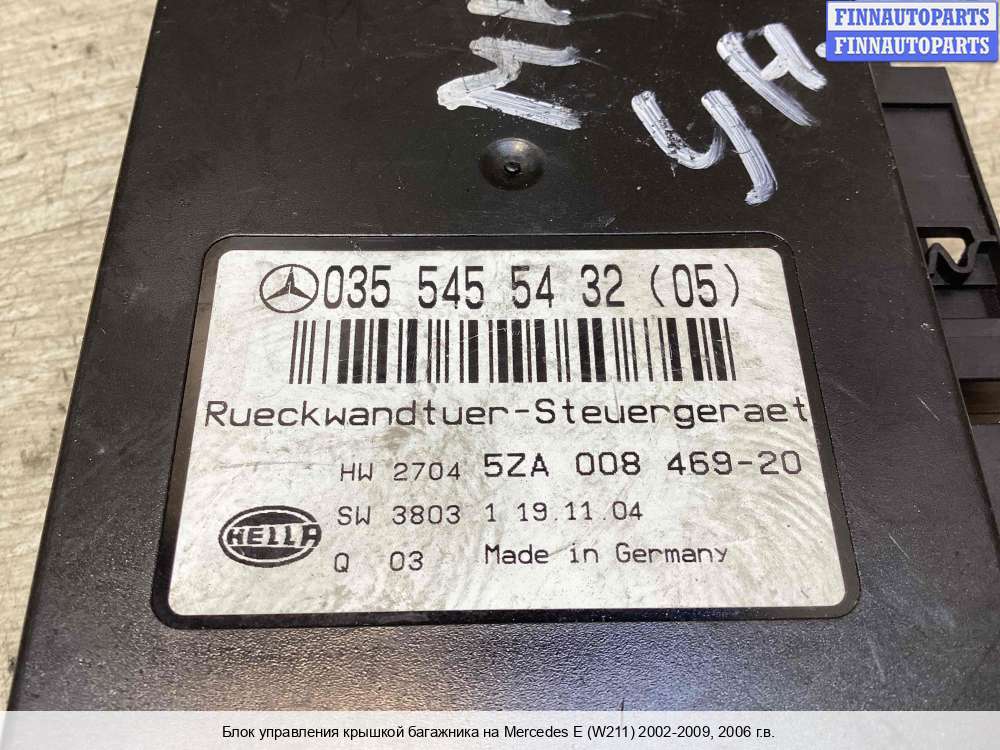 FINNAUTOPARTS
FINNAUTOPARTS
035 545 54 32 (05)
Rueckwandtuer-Steuergeraet
HW 2704 5ZA 008 469-20
SW 3803 1 19.11.04
HELLA
Q 03 Made in Germany
Блок управления крышкой багажника на Mercedes E (W211) 2002-2009, 2006 г.в.